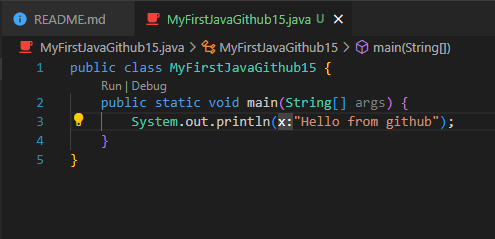 README.md MyFirstJavaGithub15.java U
MyFirstJavaGithub15.java > MyFirstJavaGithub15 > main(String[])
1 public class MyFirstJavaGithub15 {
Run | Debug
2 public static void main(String[] args) {
3 System.out.println(x:"Hello from github");
4 }
5 }